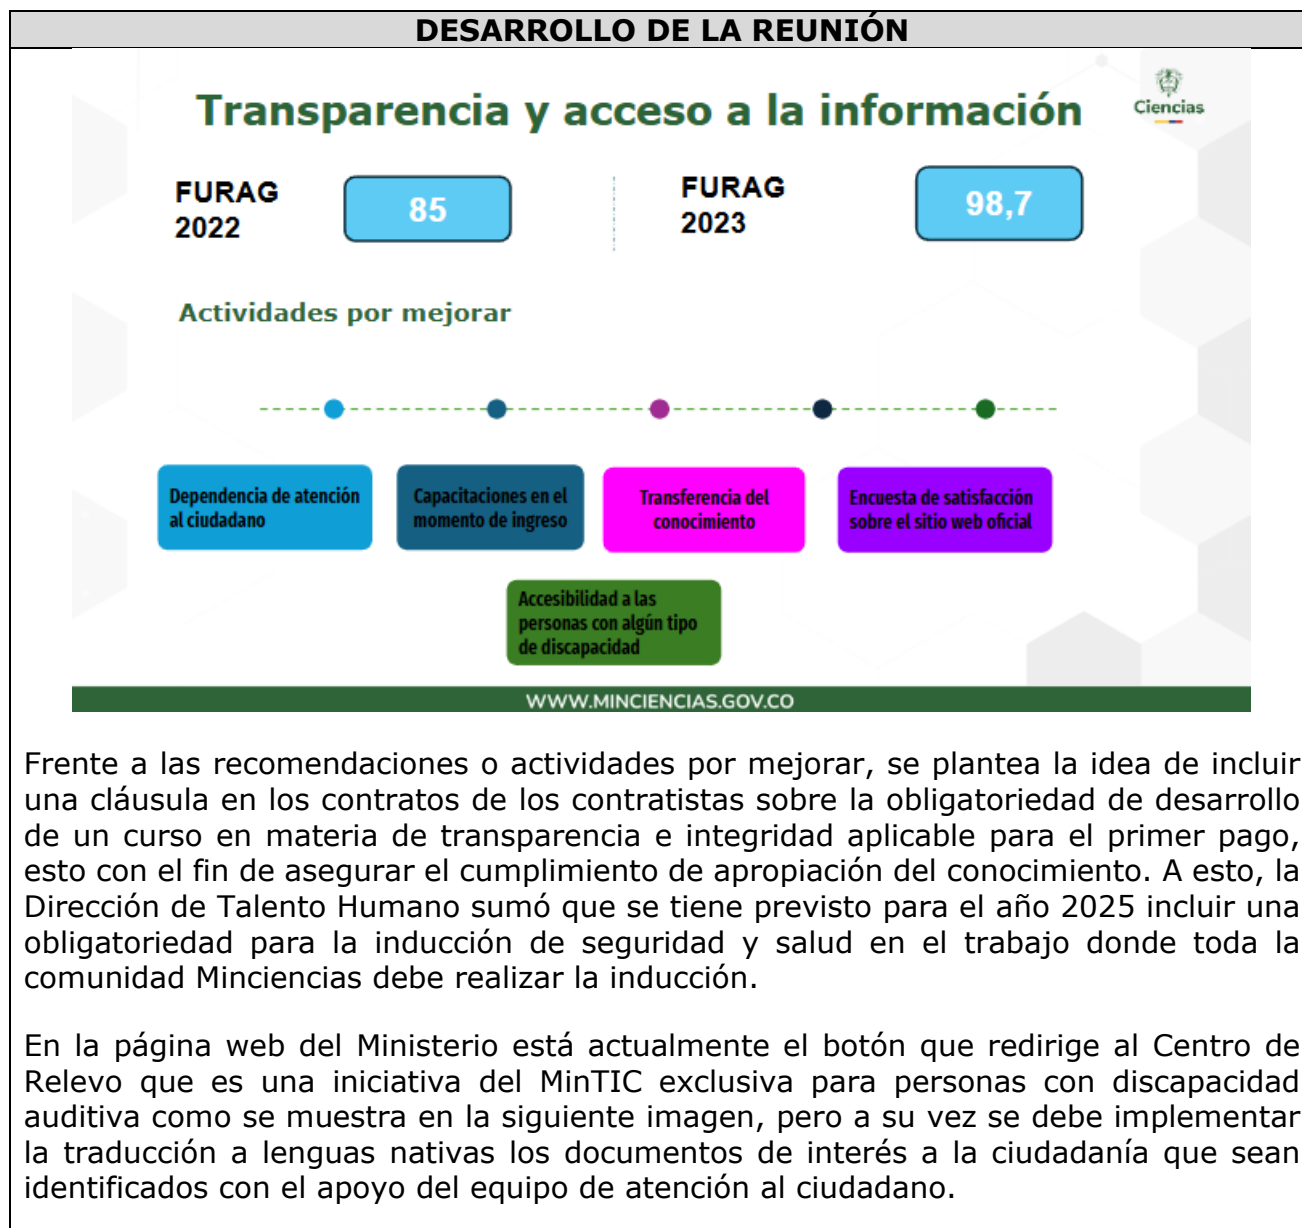 DESARROLLO DE LA REUNIÓN
Transparencia y acceso a la información
Ciencias
FURAG
2022
85
FURAG
2023
98,7
Actividades por mejorar
Dependencia de atención
al ciudadano
Capacitaciones en el
momento de ingreso
Transferencia del
conocimiento
Encuesta de satisfacción
sobre el sitio web oficial
Accesibilidad a las
personas con algún tipo
de discapacidad
WWW.MINCIENCIAS.GOV.CO
Frente a las recomendaciones o actividades por mejorar, se plantea la idea de incluir
una cláusula en los contratos de los contratistas sobre la obligatoriedad de desarrollo
de un curso en materia de transparencia e integridad aplicable para el primer pago,
esto con el fin de asegurar el cumplimiento de apropiación del conocimiento. A esto, la
Dirección de Talento Humano sumó que se tiene previsto para el año 2025 incluir una
obligatoriedad para la inducción de seguridad y salud en el trabajo donde toda la
comunidad Minciencias debe realizar la inducción.
En la página web del Ministerio está actualmente el botón que redirige al Centro de
Relevo que es una iniciativa del MinTIC exclusiva para personas con discapacidad
auditiva como se muestra en la siguiente imagen, pero a su vez se debe implementar
la traducción a lenguas nativas los documentos de interés a la ciudadanía que sean
identificados con el apoyo del equipo de atención al ciudadano.